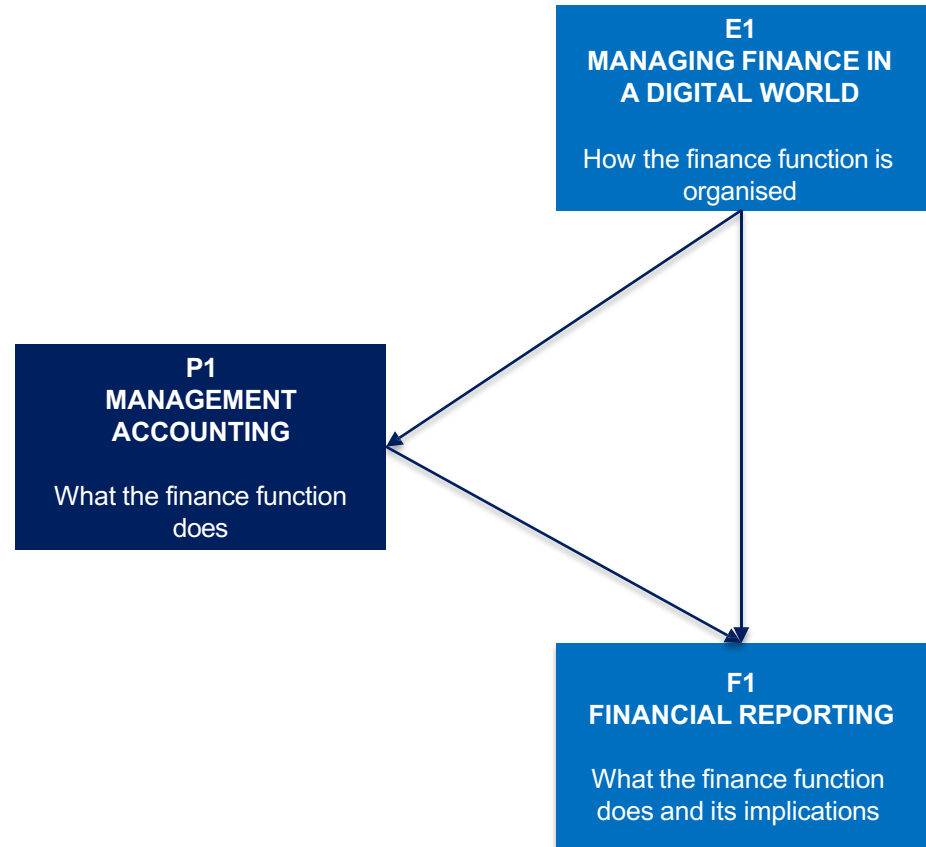 E1
MANAGING FINANCE IN
A DIGITAL WORLD
How the finance function is
organised
P1
MANAGEMENT
ACCOUNTING
What the finance function
does
F1
FINANCIAL REPORTING
What the finance function
does and its implications